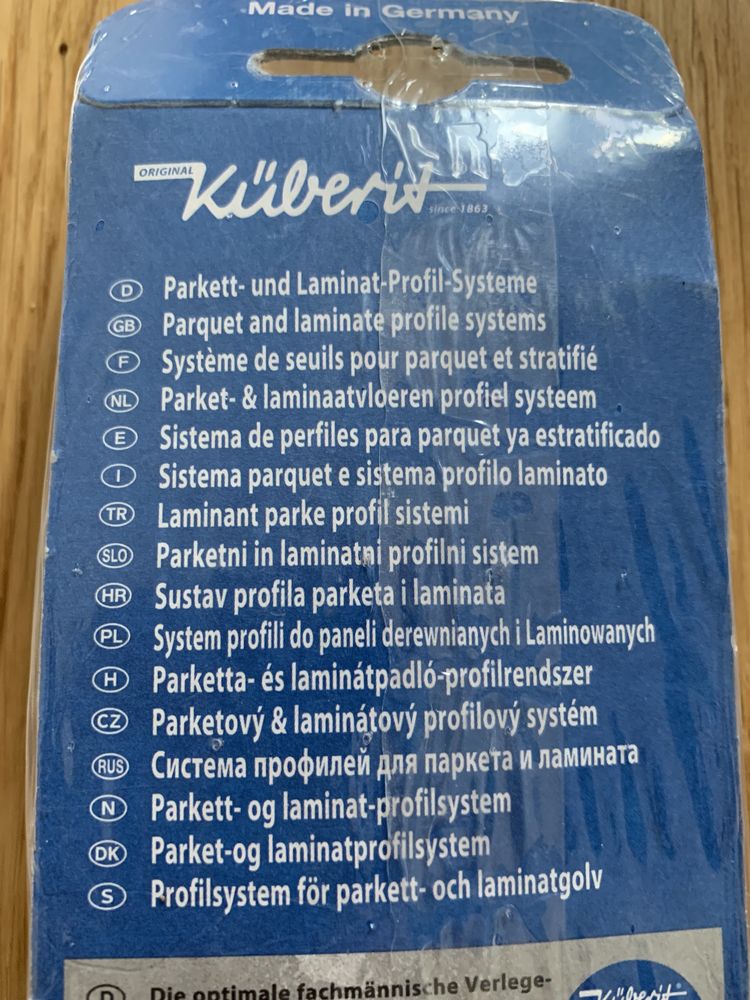 Made in Germany
ORIGINAL
Küberit
since 1863
D Parkett- und Laminat-Profil-Systeme
GB Parquet and laminate profile systems
F Système de seuils pour parquet et stratifié
NL Parket- & laminaatvloeren profiel systeem
E Sistema de perfiles para parquet ya estratificado
I Sistema parquet e sistema profilo laminato
TR Laminant parke profil sistemi
SLO Parketni in laminatni profilni sistem
HR Sustav profila parketa i laminata
PL System profili do paneli derewnianych i Laminowanych
H Parketta- és laminátpadló-profilrendszer
CZ Parketový & laminátový profilový systém
RUS Система профилей для паркета и ламината
N Parkett- og laminat-profilsystem
DK Parket-og laminatprofilsystem
S Profilsystem för parkett- och laminatgolv
D Die optimale fachmännische Verlege-
Küberit